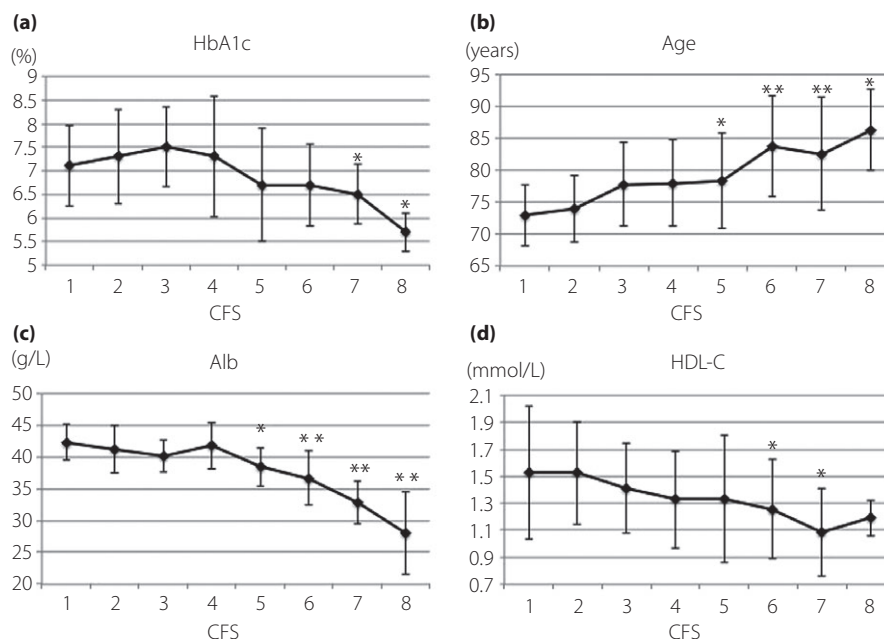 (a)
HbA1c
(%)
9
8.5
8
7.5
7
6.5
6
5.5
5
*
*
1 2 3 4 5 6 7 8
CFS
(b)
Age
(years)
95
90
85
80
75
70
65
*
**
**
*
1 2 3 4 5 6 7 8
CFS
(c)
Alb
(g/L)
50
45
40
35
30
25
20
*
* *
**
* *
1 2 3 4 5 6 7 8
CFS
(d)
HDL-C
(mmol/L)
2.1
1.9
1.7
1.5
1.3
1.1
0.9
0.7
*
*
1 2 3 4 5 6 7 8
CFS